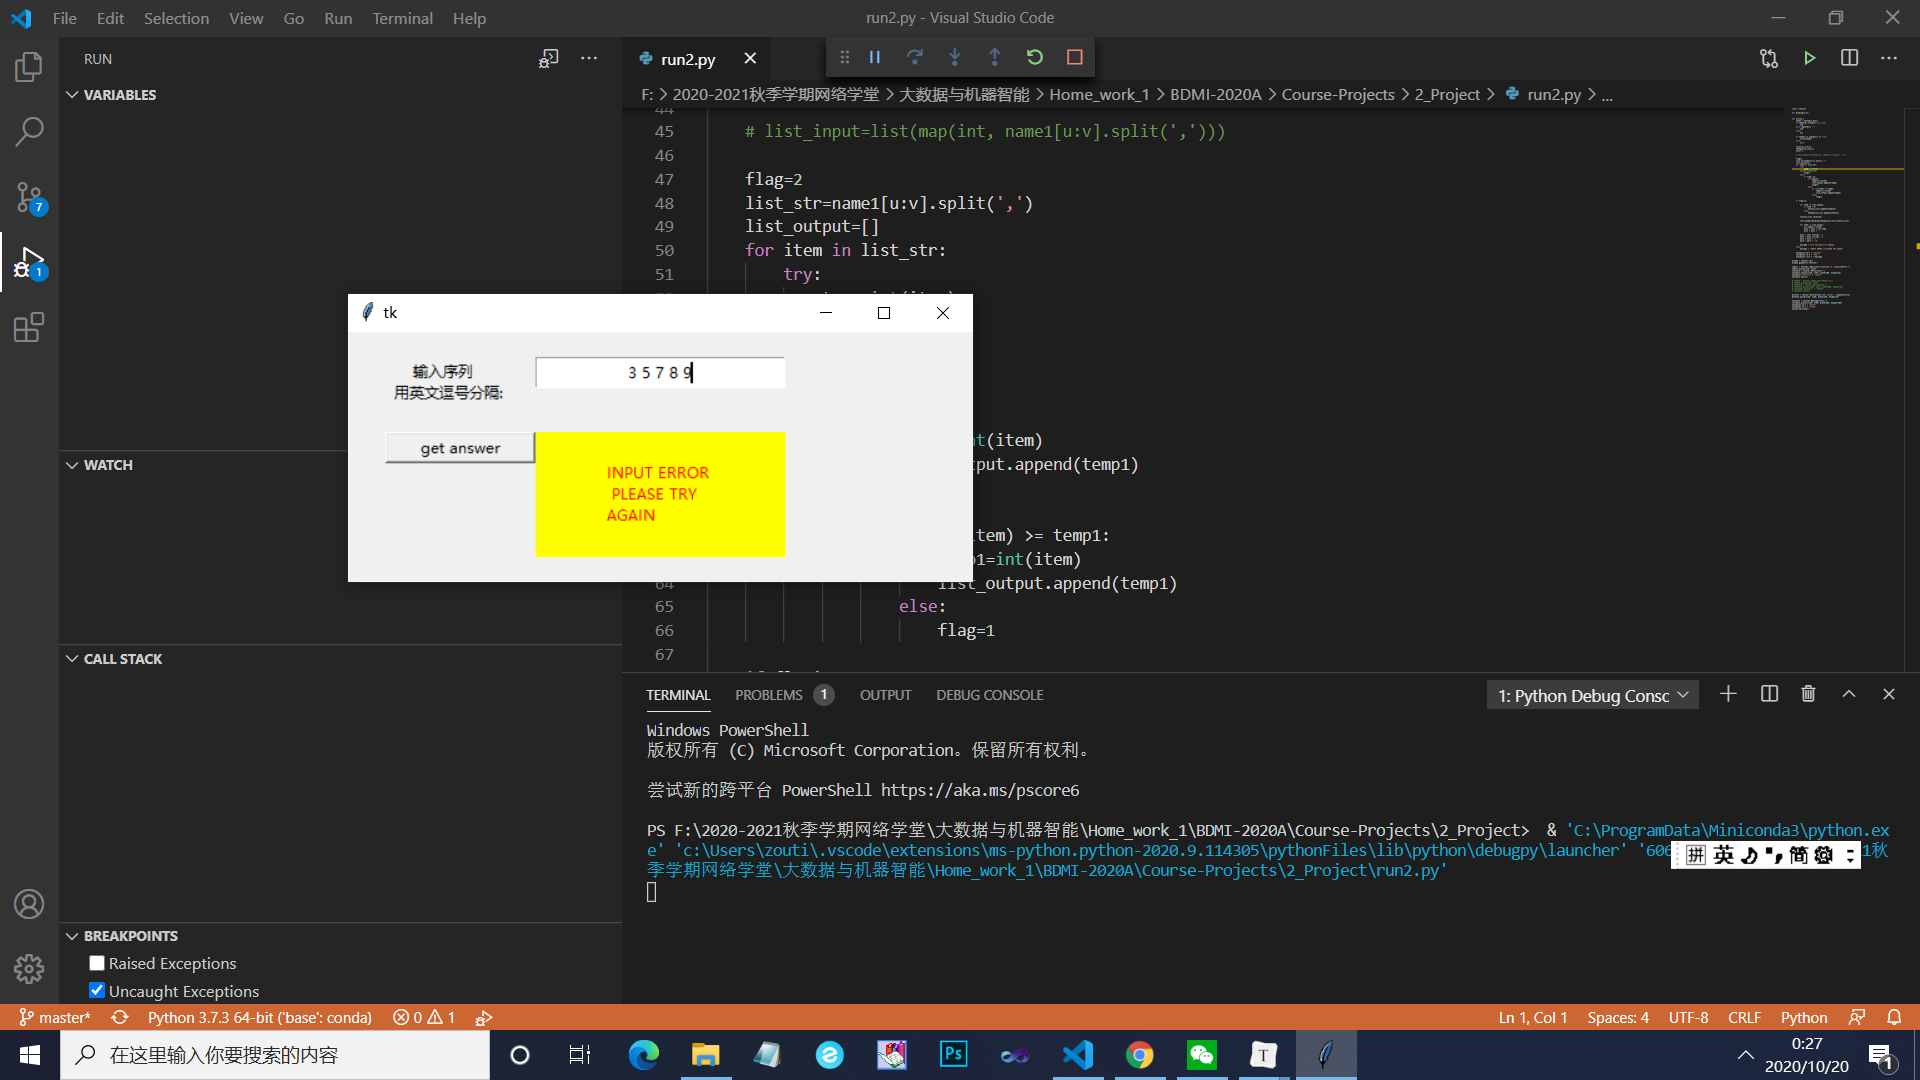 File Edit Selection View Go Run Terminal Help
run2.py - Visual Studio Code
RUN
run2.py
VARIABLES
F: > 2020-2021秋季学期网络学堂 > 大数据与机器智能 > Home_work_1 > BDMI-2020A > Course-Projects > 2_Project > run2.py > ...
44
45 # list_input=list(map(int, name1[u:v].split(',')))
46
47 flag=2
48 list_str=name1[u:v].split(',')
49 list_output=[]
50 for item in list_str:
51 try:
tk
输入序列
用英文逗号分隔:
3 5 7 8 9
get answer
INPUT ERROR
PLEASE TRY
AGAIN
nt(item)
put.append(temp1)
tem) >= temp1:
p1=int(item)
64 list_output.append(temp1)
65 else:
66 flag=1
67
WATCH
CALL STACK
BREAKPOINTS
Raised Exceptions
Uncaught Exceptions
TERMINAL PROBLEMS 1 OUTPUT DEBUG CONSOLE
1: Python Debug Consc
Windows PowerShell
版权所有 (C) Microsoft Corporation。保留所有权利。
尝试新的跨平台 PowerShell https://aka.ms/pscore6
PS F:\2020-2021秋季学期网络学堂\大数据与机器智能\Home_work_1\BDMI-2020A\Course-Projects\2_Project> & 'C:\ProgramData\Miniconda3\python.ex
e' 'c:\Users\zouti\.vscode\extensions\ms-python.python-2020.9.114305\pythonFiles\lib\python\debugpy\launcher' '606 1秋
季学期网络学堂\大数据与机器智能\Home_work_1\BDMI-2020A\Course-Projects\2_Project\run2.py'
拼 英 简
7
1
master* Python 3.7.3 64-bit ('base': conda) 0 1
Ln 1, Col 1 Spaces: 4 UTF-8 CRLF Python
在这里输入你要搜索的内容
Ps
T
0:27
2020/10/20
1